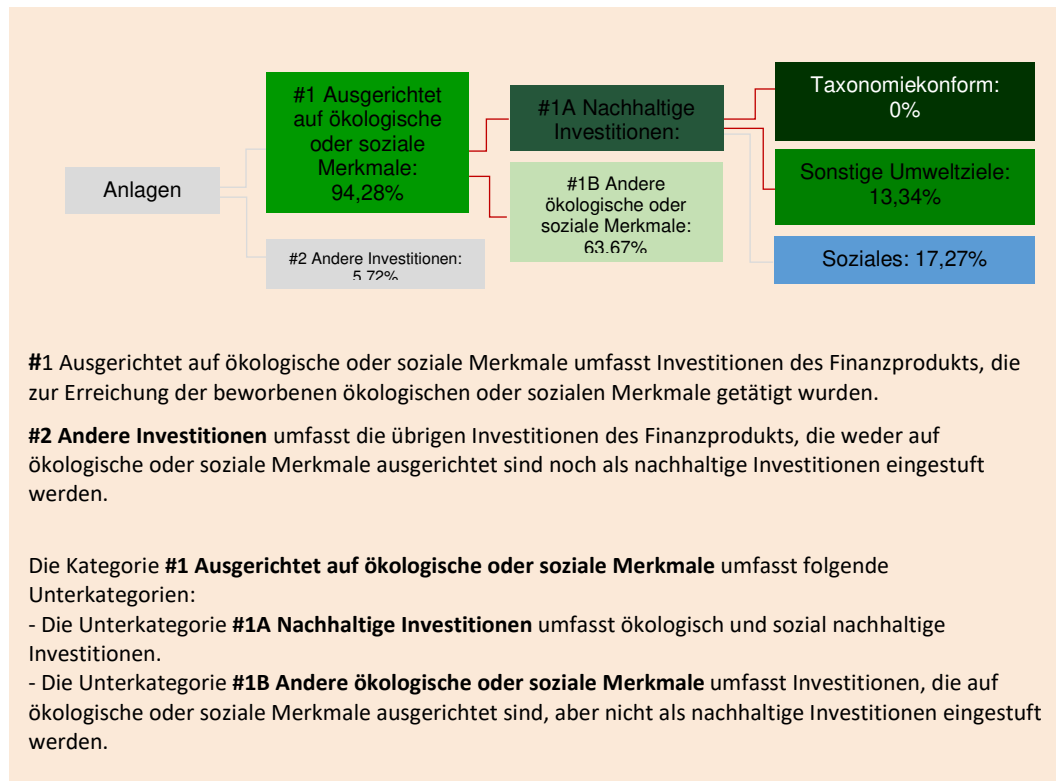 Anlagen
#1 Ausgerichtet
auf ökologische
oder soziale
Merkmale:
94,28%
#2 Andere Investitionen:
5,72%
#1A Nachhaltige
Investitionen:
#1B Andere
ökologische oder
soziale Merkmale:
63,67%
Taxonomiekonform:
0%
Sonstige Umweltziele:
13,34%
Soziales: 17,27%
#1 Ausgerichtet auf ökologische oder soziale Merkmale umfasst Investitionen des Finanzprodukts, die
zur Erreichung der beworbenen ökologischen oder sozialen Merkmale getätigt wurden.
#2 Andere Investitionen umfasst die übrigen Investitionen des Finanzprodukts, die weder auf
ökologische oder soziale Merkmale ausgerichtet sind noch als nachhaltige Investitionen eingestuft
werden.
Die Kategorie #1 Ausgerichtet auf ökologische oder soziale Merkmale umfasst folgende
Unterkategorien:
- Die Unterkategorie #1A Nachhaltige Investitionen umfasst ökologisch und sozial nachhaltige
Investitionen.
- Die Unterkategorie #1B Andere ökologische oder soziale Merkmale umfasst Investitionen, die auf
ökologische oder soziale Merkmale ausgerichtet sind, aber nicht als nachhaltige Investitionen eingestuft
werden.